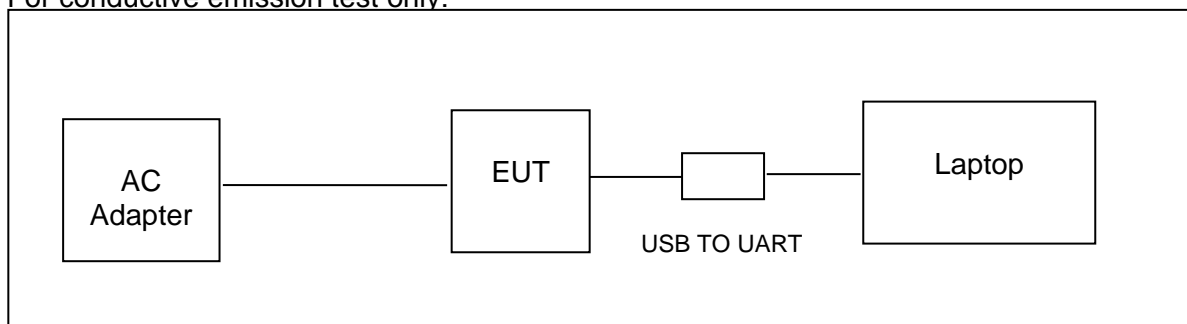 For conductive emission test only:
AC
Adapter
EUT
USB TO UART
Laptop